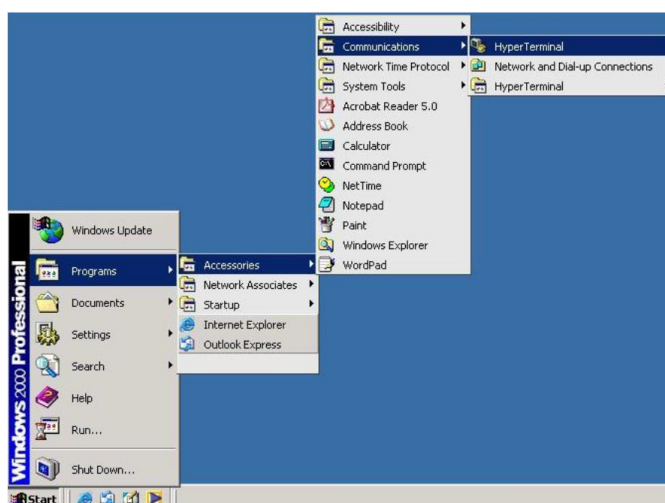 Accessibility
Communications
Network Time Protocol
System Tools
Acrobat Reader 5.0
Address Book
Calculator
Command Prompt
NetTime
Notepad
Paint
Windows Explorer
WordPad
HyperTerminal
Network and Dial-up Connections
HyperTerminal
Windows Update
Programs
Documents
Settings
Search
Help
Run...
Shut Down...
Accessories
Network Associates
Startup
Internet Explorer
Outlook Express
Windows 2000 Professional
Start